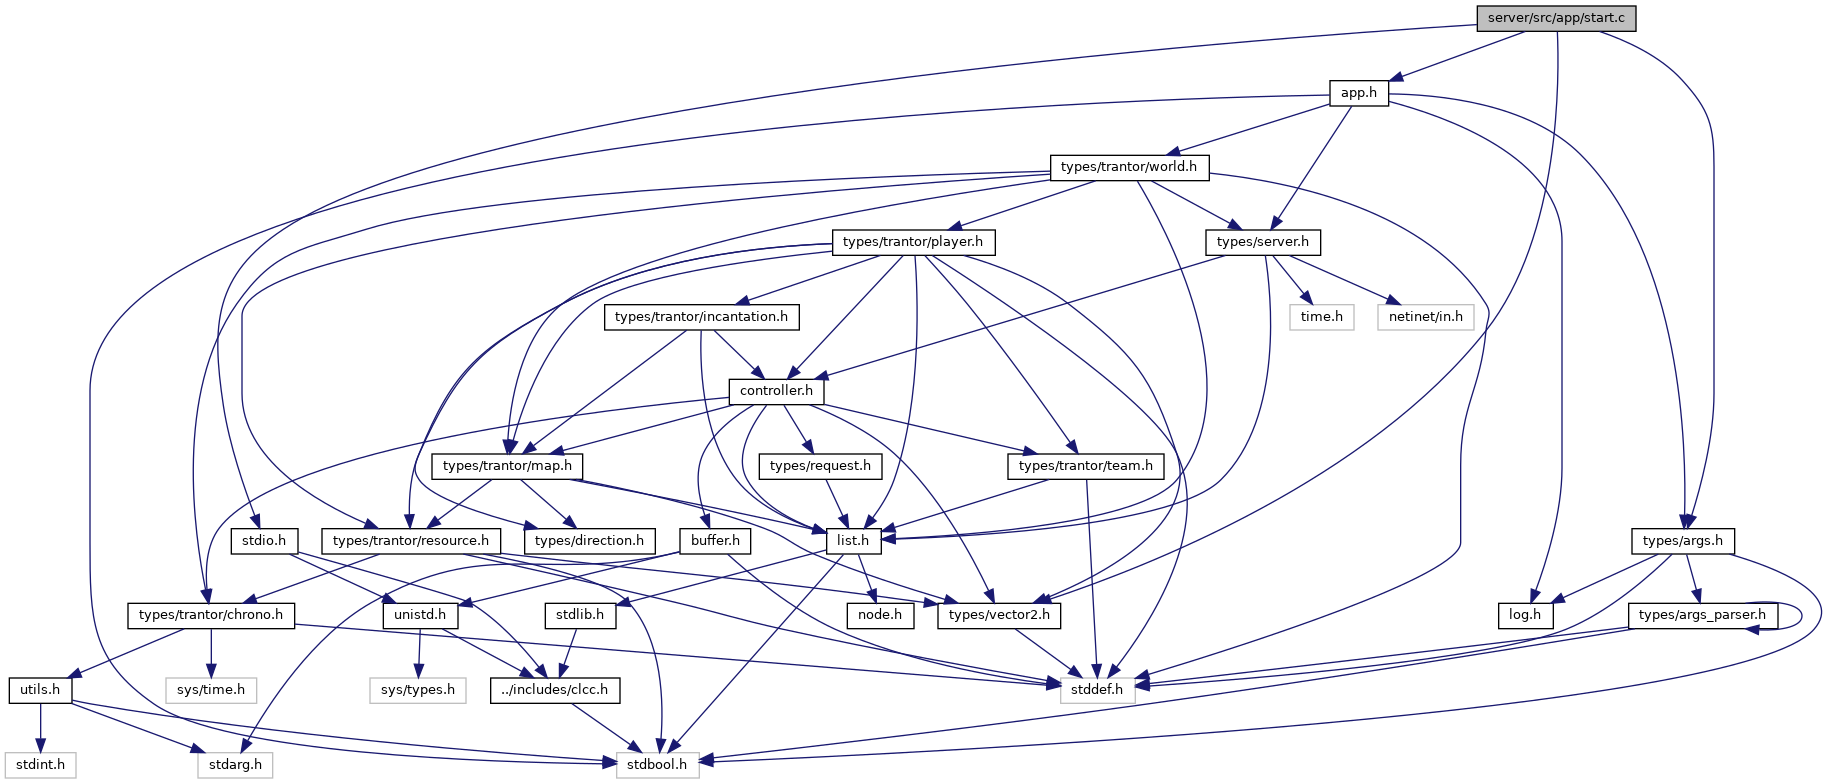 server/src/app/start.c
app.h
types/trantor/world.h
types/trantor/player.h
types/server.h
types/trantor/incantation.h
time.h
netinet/in.h
controller.h
types/trantor/map.h
types/request.h
types/trantor/team.h
stdio.h
types/trantor/resource.h
types/direction.h
buffer.h
list.h
types/args.h
types/trantor/chrono.h
unistd.h
stdlib.h
node.h
types/vector2.h
log.h
types/args_parser.h
utils.h
sys/time.h
sys/types.h
../includes/clcc.h
stddef.h
stdint.h
stdarg.h
stdbool.h